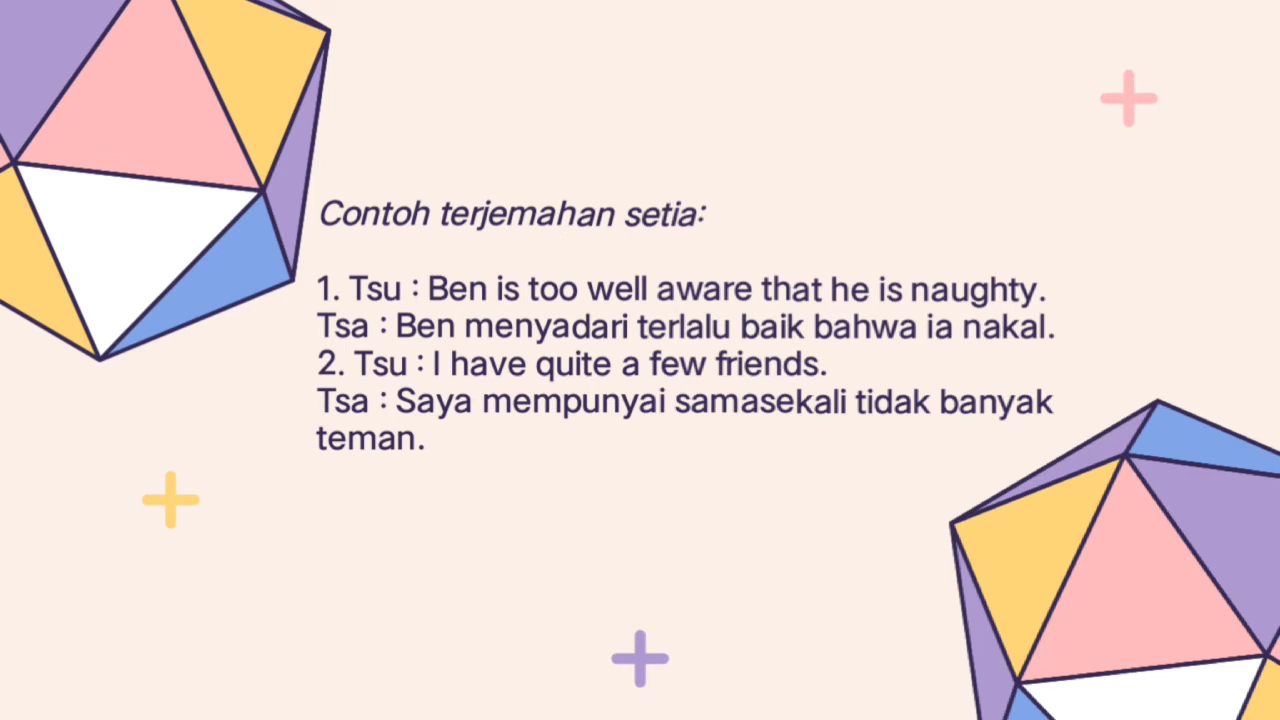 Contoh terjemahan setia:
1. Tsu : Ben is too well aware that he is naughty.
Tsa : Ben menyadari terlalu baik bahwa ia nakal.
2. Tsu : I have quite a few friends.
Tsa : Saya mempunyai samasekali tidak banyak
teman.